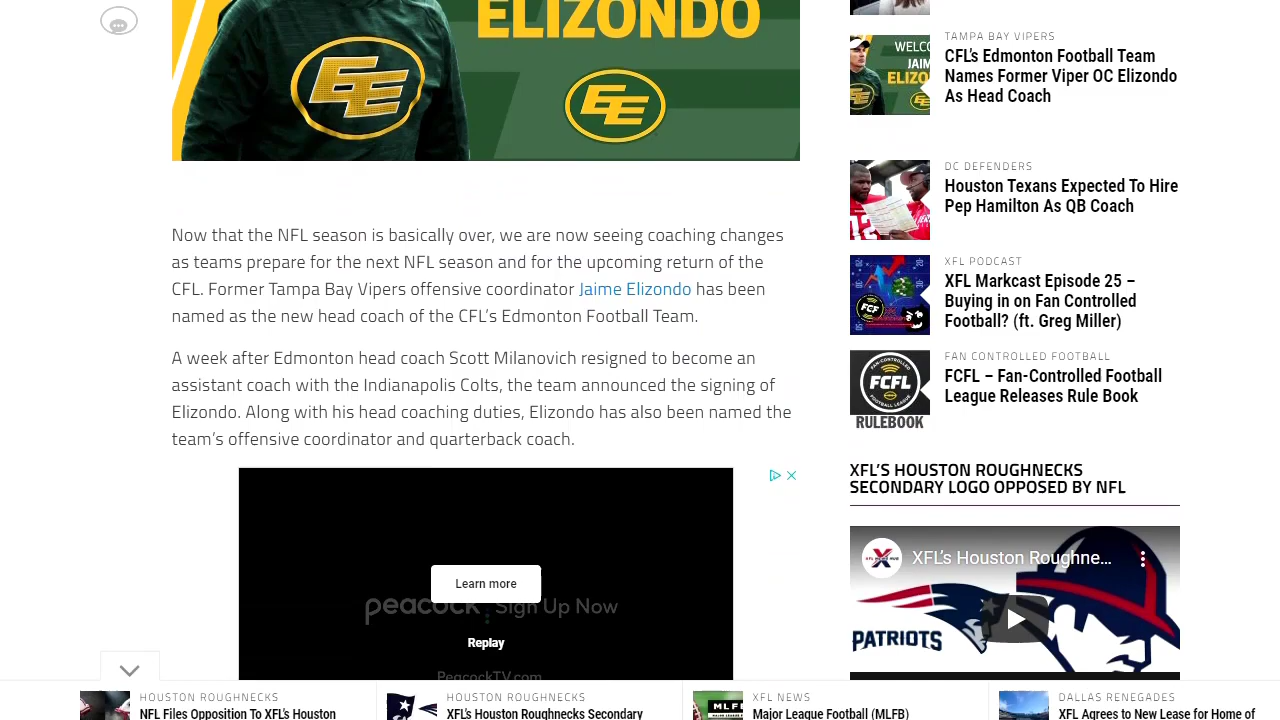 ELIZONDO
EE
EE
Now that the NFL season is basically over, we are now seeing coaching changes
as teams prepare for the next NFL season and for the upcoming return of the
CFL. Former Tampa Bay Vipers offensive coordinator Jaime Elizondo has been
named as the new head coach of the CFL’s Edmonton Football Team.
A week after Edmonton head coach Scott Milanovich resigned to become an
assistant coach with the Indianapolis Colts, the team announced the signing of
Elizondo. Along with his head coaching duties, Elizondo has also been named the
team’s offensive coordinator and quarterback coach.
Learn more
peacock: Sign Up Now
Replay
PeacockTV.com
TAMPA BAY VIPERS
CFL’s Edmonton Football Team
Names Former Viper OC Elizondo
As Head Coach
DC DEFENDERS
Houston Texans Expected To Hire
Pep Hamilton As QB Coach
XFL PODCAST
XFL Markcast Episode 25 –
Buying in on Fan Controlled
Football? (ft. Greg Miller)
FAN CONTROLLED FOOTBALL
FCFL – Fan-Controlled Football
League Releases Rule Book
FCFL
RULEBOOK
XFL’S HOUSTON ROUGHNECKS
SECONDARY LOGO OPPOSED BY NFL
XFL’s Houston Roughne...
PATRIOTS
HOUSTON ROUGHNECKS
NFL Files Opposition To XFL’s Houston
HOUSTON ROUGHNECKS
XFL’s Houston Roughnecks Secondary
XFL NEWS
Major League Football (MLFB)
DALLAS RENEGADES
XFL Agrees to New Lease for Home of